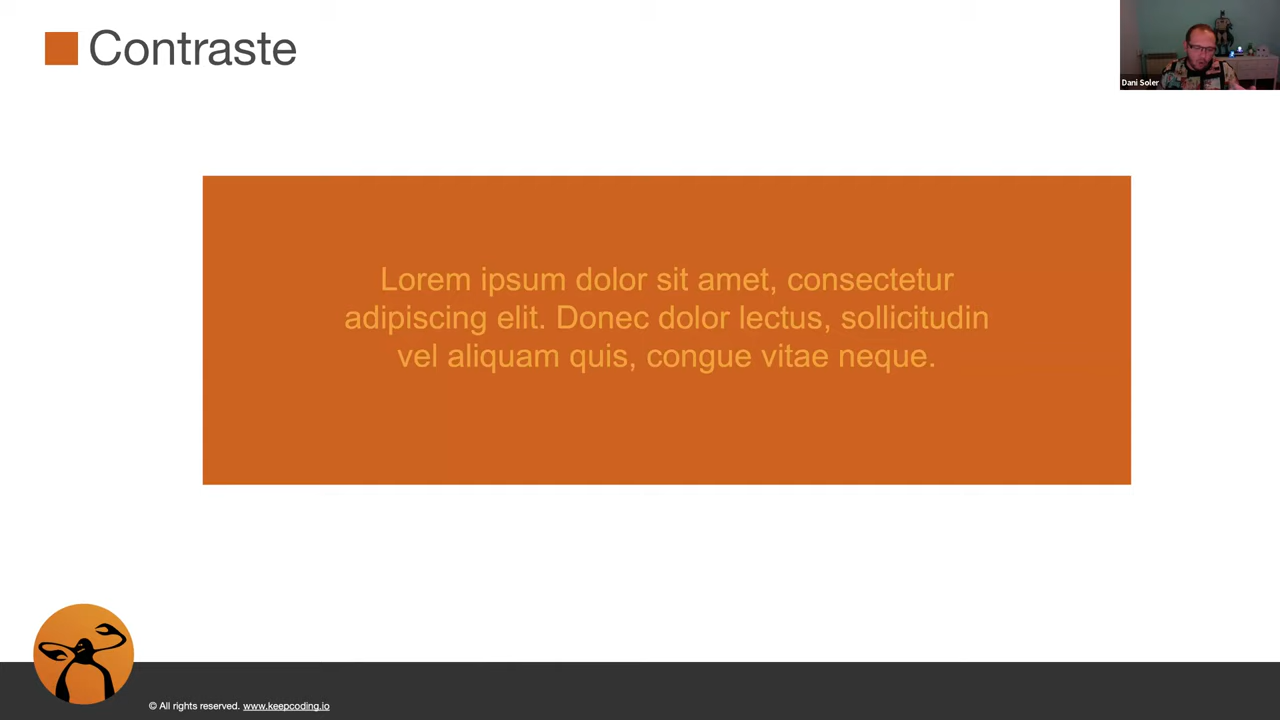 Contraste
Dani Soler
Lorem ipsum dolor sit amet, consectetur
adipiscing elit. Donec dolor lectus, sollicitudin
vel aliquam quis, congue vitae neque.
© All rights reserved. www.keepcoding.io